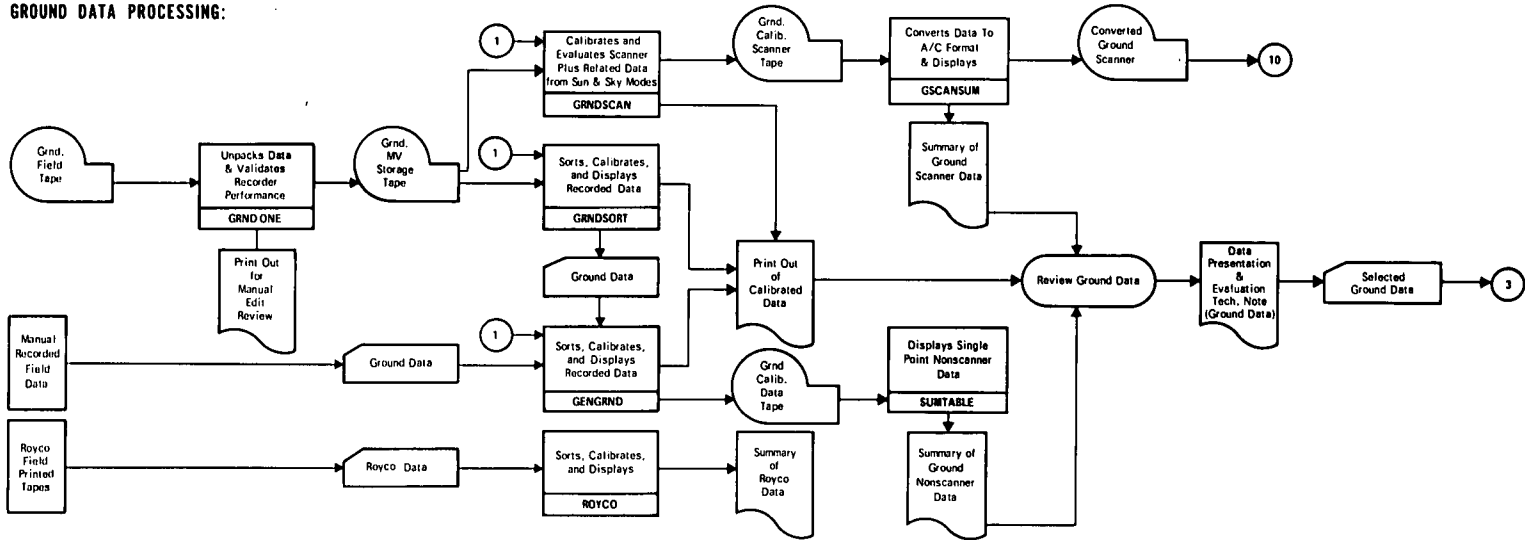 GROUND DATA PROCESSING:
1
Calibrates and
Evaluates Scanner
Plus Related Data
from Sun & Sky Modes
GRNDSCAN
Grnd.
Calib.
Scanner
Tape
Converts Data To
A/C Format
& Displays
GSCANSUM
Converted
Ground
Scanner
10
Grnd.
Field
Tape
Unpacks Data
& Validates
Recorder
Performance
GRND ONE
Grnd.
MV
Storage
Tape
1
Sorts, Calibrates,
and Displays
Recorded Data
GRNDSORT
Summary of
Ground
Scanner Data
Print Out
for
Manual
Edit
Review
Ground Data
Print Out
of
Calibrated
Data
Review Ground Data
Data
Presentation
&
Evaluation
Tech, Note
(Ground Data)
Selected
Ground Data
3
Manual
Recorded
Field
Data
Ground Data
1
Sorts, Calibrates,
and Displays
Recorded Data
GENGRND
Grnd
Calib.
Data
Tape
Displays Single
Point Nonscanner
Data
SUMTABLE
Royco
Field
Printed
Tapes
Royco Data
Sorts, Calibrates,
and Displays
ROYCO
Summary
of
Royco
Data
Summary of
Ground
Nonscanner
Data